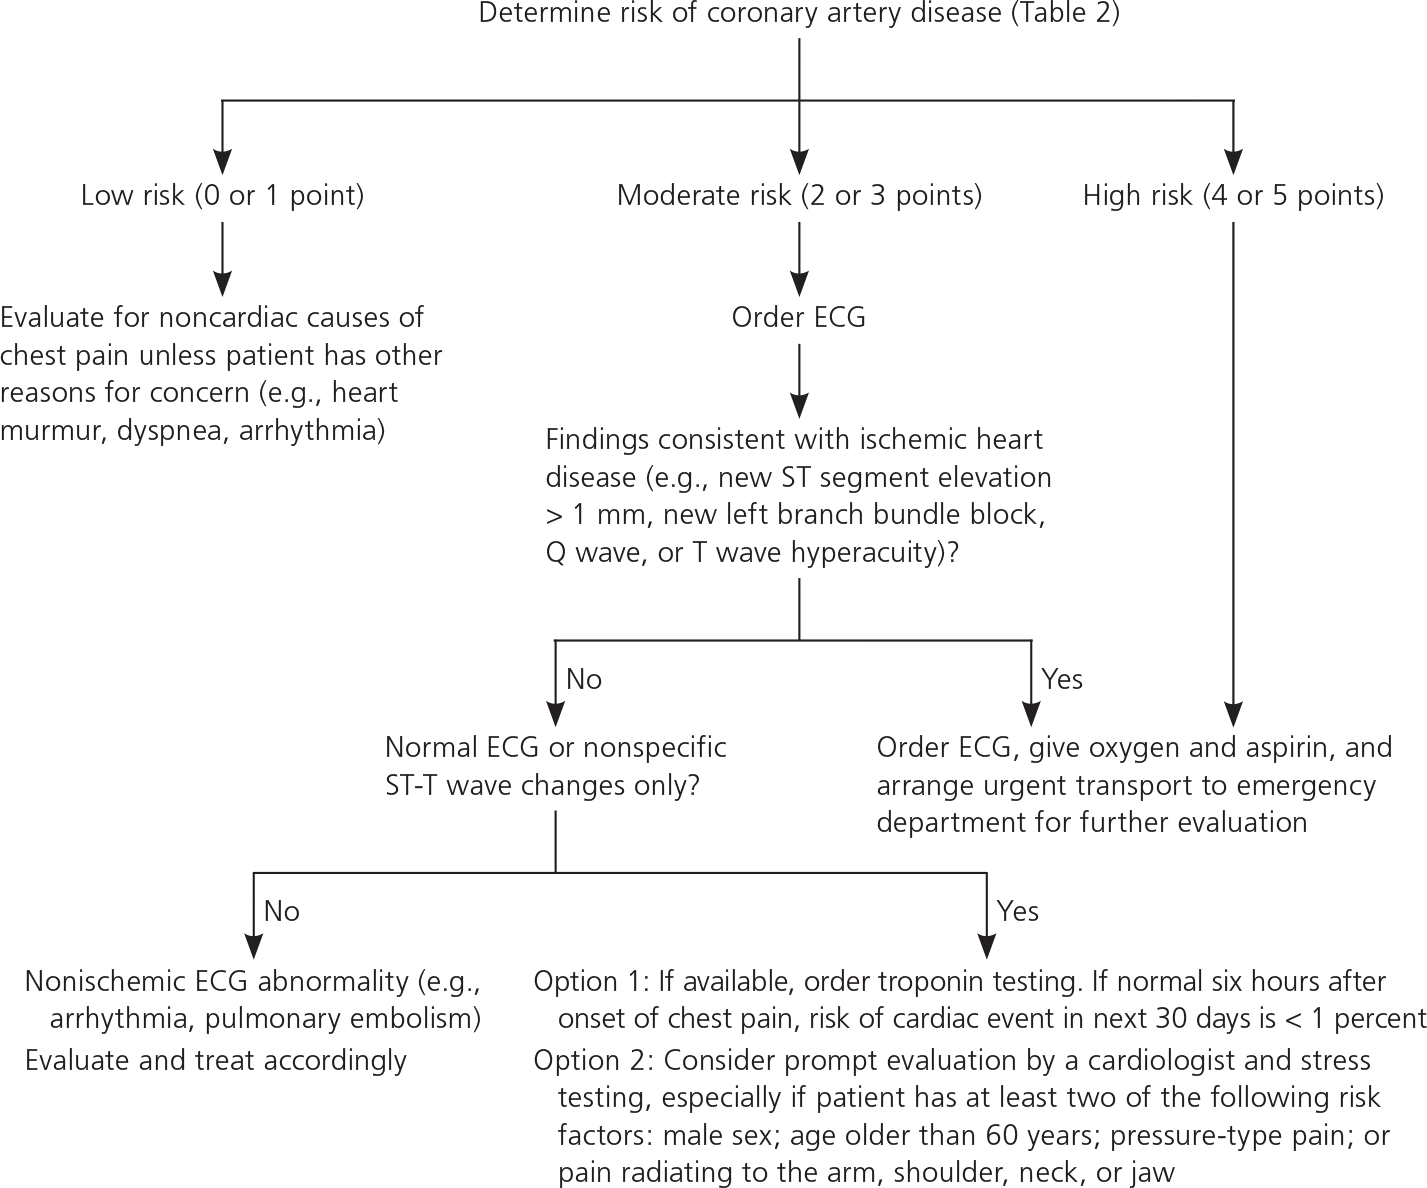 Determine risk of coronary artery disease (Table 2)
Low risk (0 or 1 point)
Moderate risk (2 or 3 points)
High risk (4 or 5 points)
Evaluate for noncardiac causes of
chest pain unless patient has other
reasons for concern (e.g., heart
murmur, dyspnea, arrhythmia)
Order ECG
Findings consistent with ischemic heart
disease (e.g., new ST segment elevation
> 1 mm, new left branch bundle block,
Q wave, or T wave hyperacuity)?
No
Yes
Normal ECG or nonspecific
ST-T wave changes only?
Order ECG, give oxygen and aspirin, and
arrange urgent transport to emergency
department for further evaluation
No
Yes
Nonischemic ECG abnormality (e.g.,
arrhythmia, pulmonary embolism)
Evaluate and treat accordingly
Option 1: If available, order troponin testing. If normal six hours after
onset of chest pain, risk of cardiac event in next 30 days is < 1 percent
Option 2: Consider prompt evaluation by a cardiologist and stress
testing, especially if patient has at least two of the following risk
factors: male sex; age older than 60 years; pressure-type pain; or
pain radiating to the arm, shoulder, neck, or jaw